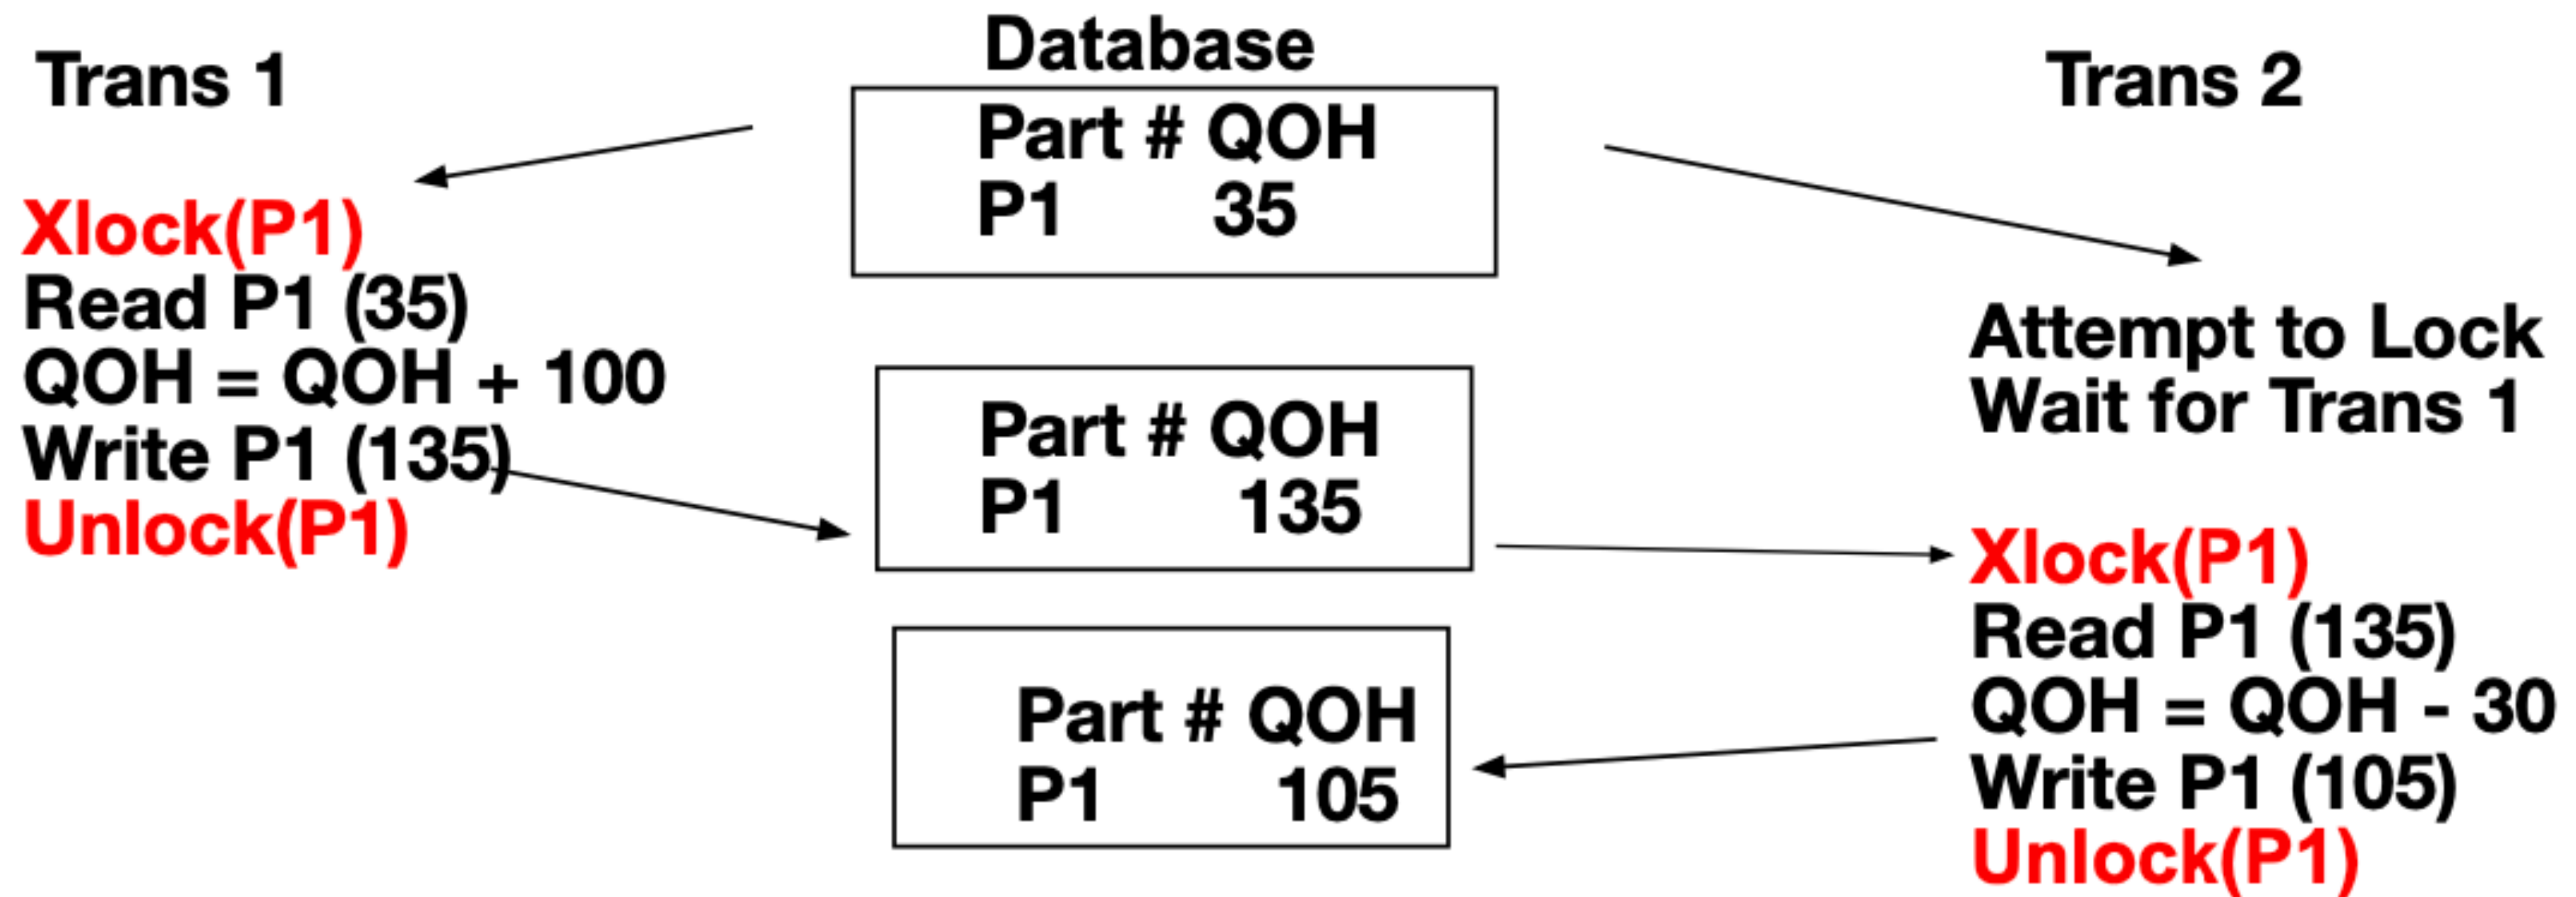 Database
Trans 1
Trans 2
Part # QOH
P1 35
Xlock(P1)
Read P1 (35)
QOH = QOH + 100
Write P1 (135)
Unlock(P1)
Attempt to Lock
Wait for Trans 1
Part # QOH
P1 135
Xlock(P1)
Read P1 (135)
QOH = QOH - 30
Write P1 (105)
Unlock(P1)
Part # QOH
P1 105